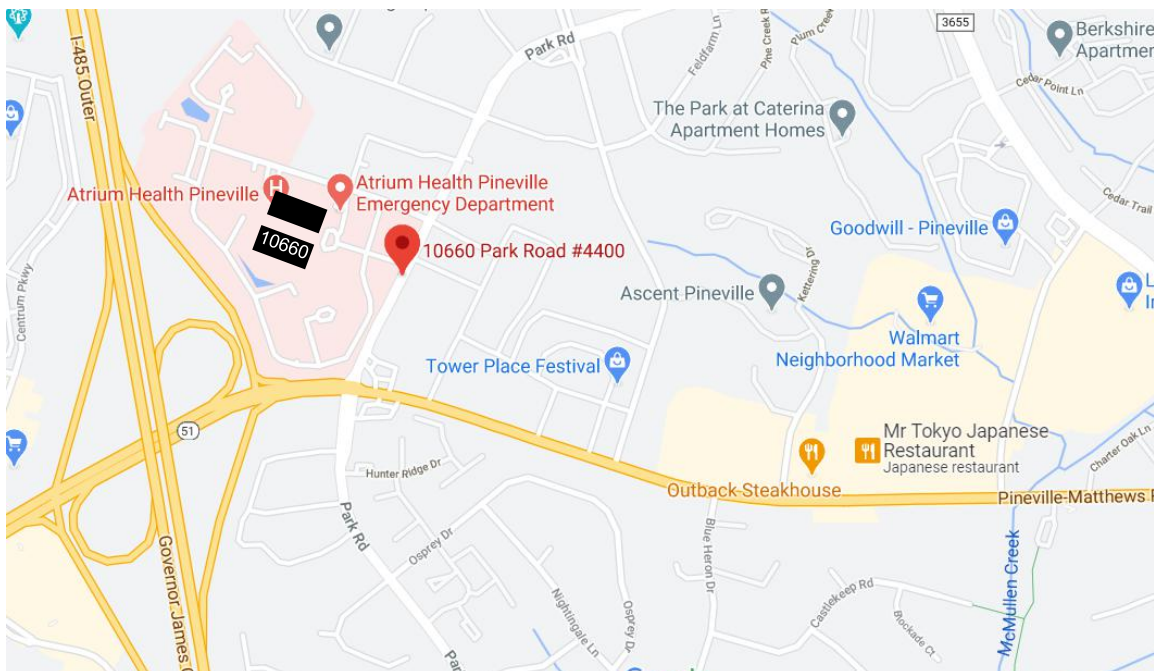 3655
Berkshire
Apartmen
Park Rd
Feldfarm Ln
Pine Creek R
Plum Creek
I-485 Outer
Cedar Point Ln
The Park at Caterina
Apartment Homes
Atrium Health Pineville
H
Atrium Health Pineville
Emergency Department
Cedar Trail
Goodwill - Pineville
10660
10660 Park Road #4400
Kettering Dr
Ascent Pineville
L
In
Centrum Pkwy
Walmart
Neighborhood Market
Tower Place Festival
51
Mr Tokyo Japanese
Restaurant
Japanese restaurant
Charter Oak Ln
Hunter Ridge Dr
Outback Steakhouse
Pineville-Matthews R
Park Rd
Osprey Dr
Blue Heron Dr
Governor James
McMullen Creek
Castlekeep Rd
Nightingale Ln
Osprey Dr
Blockade Ct
Park Rd